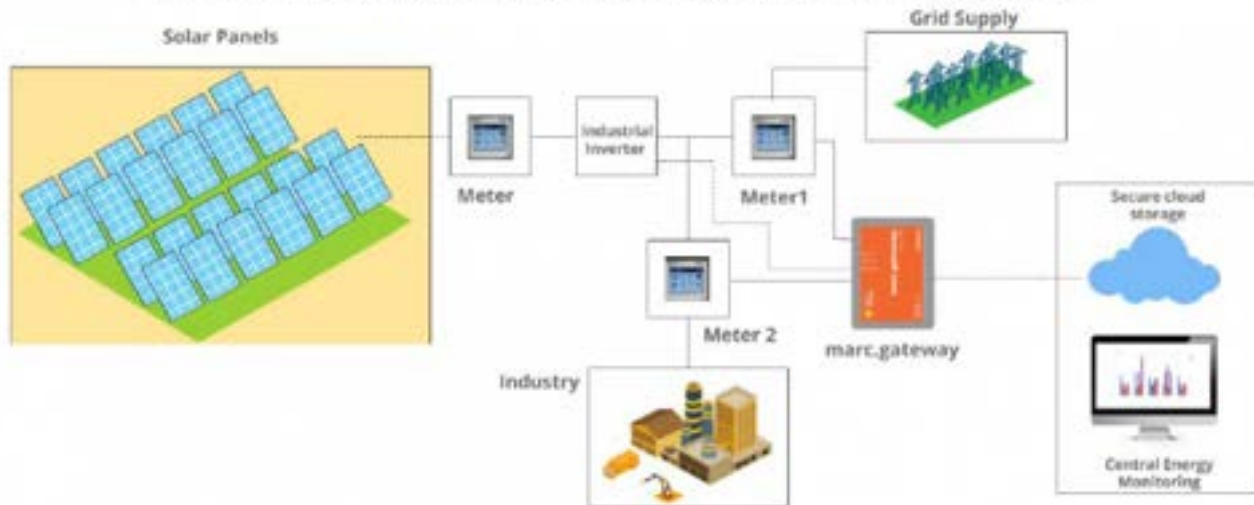 Grid Supply
Solar Panels
Industrial
Inverter
Meter
Meter1
Secure cloud
storage
Meter 2
marc.gateway
Industry
Central Energy
Monitoring